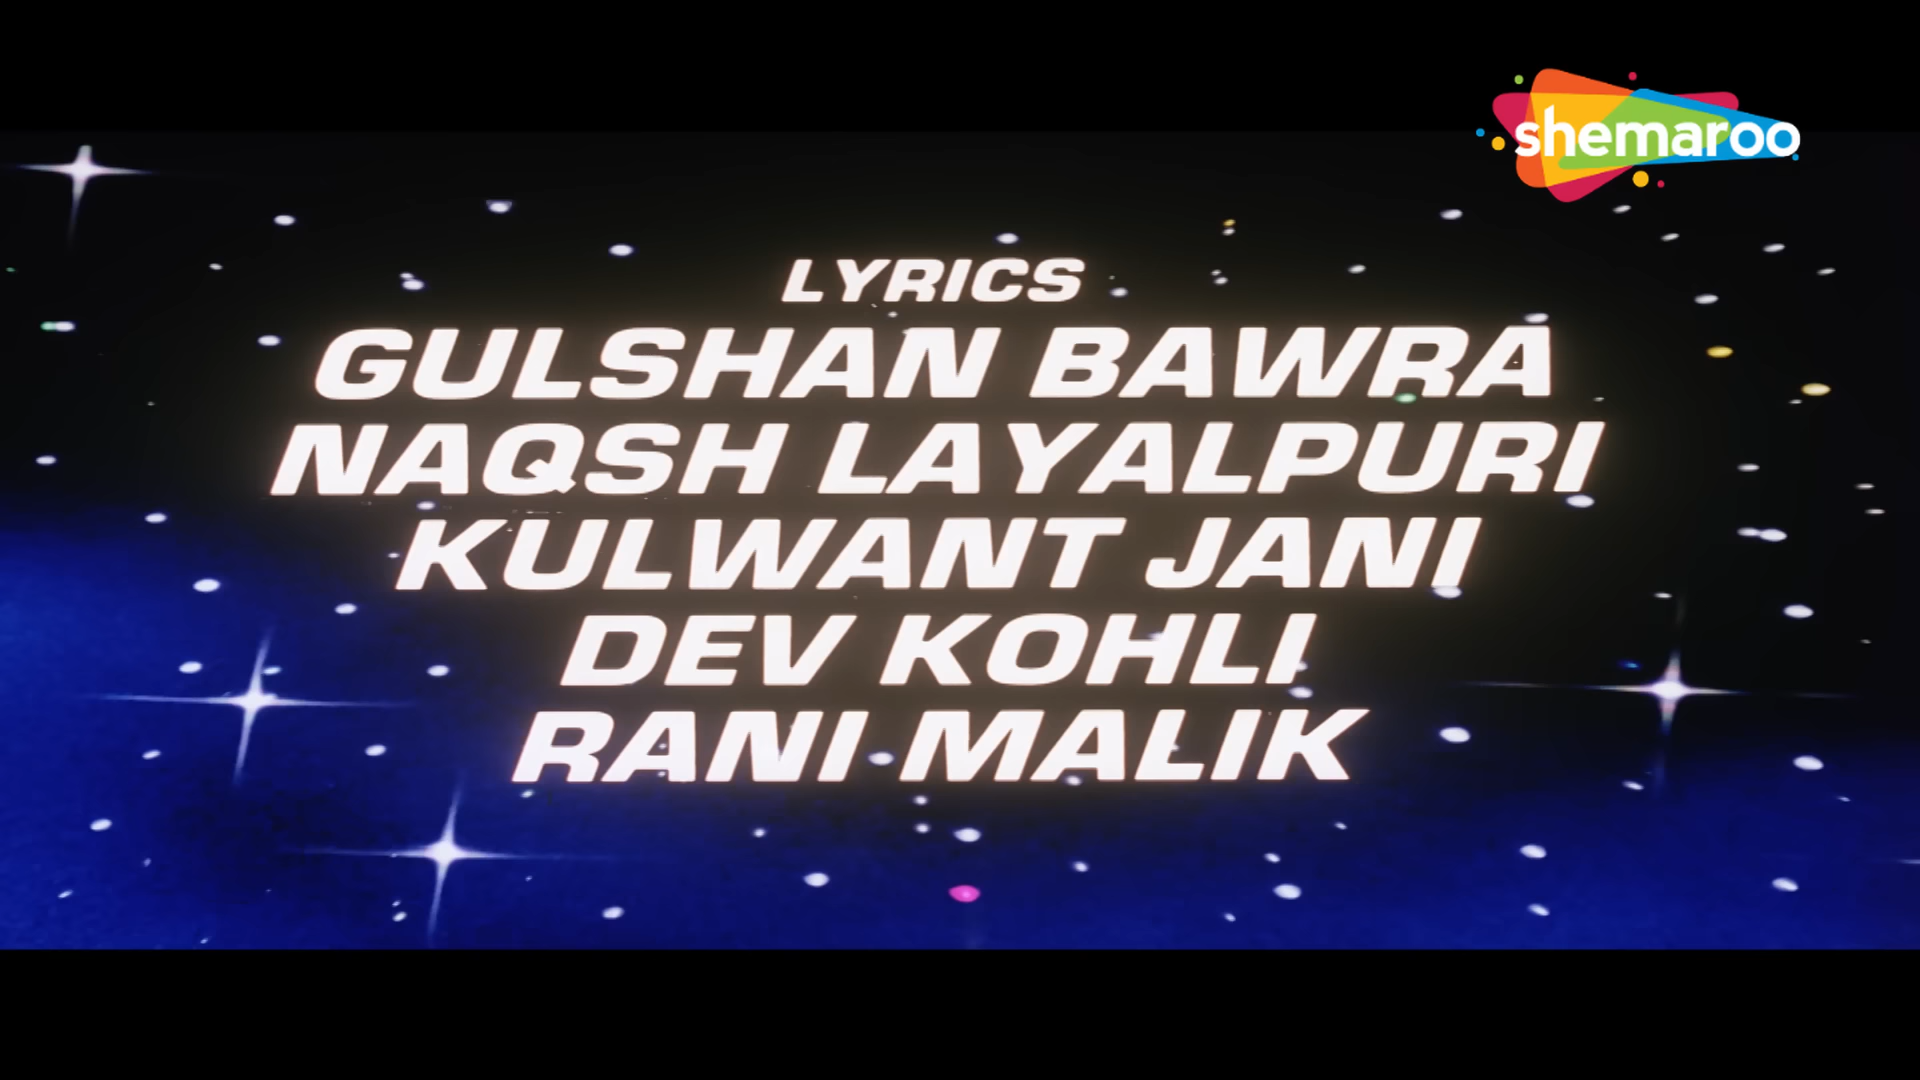 shemaroo
LYRICS
GULSHAN BAWRA
NAQSH LAYALPURI
KULWANT JANI
DEV KOHLI
RANI MALIK